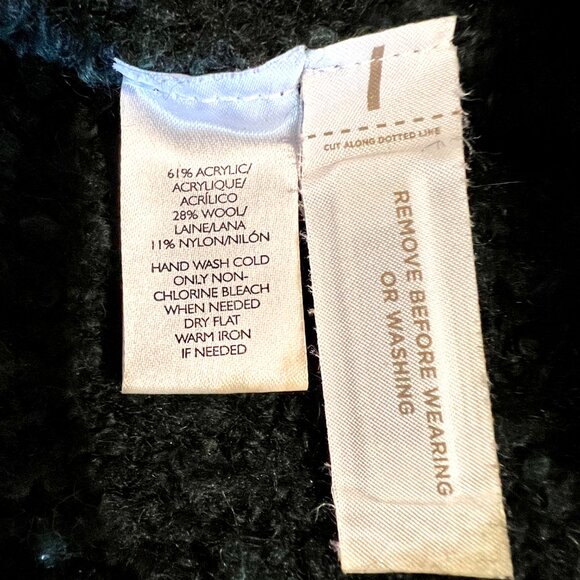 61% ACRYLIC/
ACRYLIQUE/
ACRÍLICO
28% WOOL/
LAINE/LANA
11% NYLON/NILÓN
HAND WASH COLD
ONLY NON-
CHLORINE BLEACH
WHEN NEEDED
DRY FLAT
WARM IRON
IF NEEDED
CUT ALONG DOTTED LINE
REMOVE BEFORE WEARING
OR WASHING